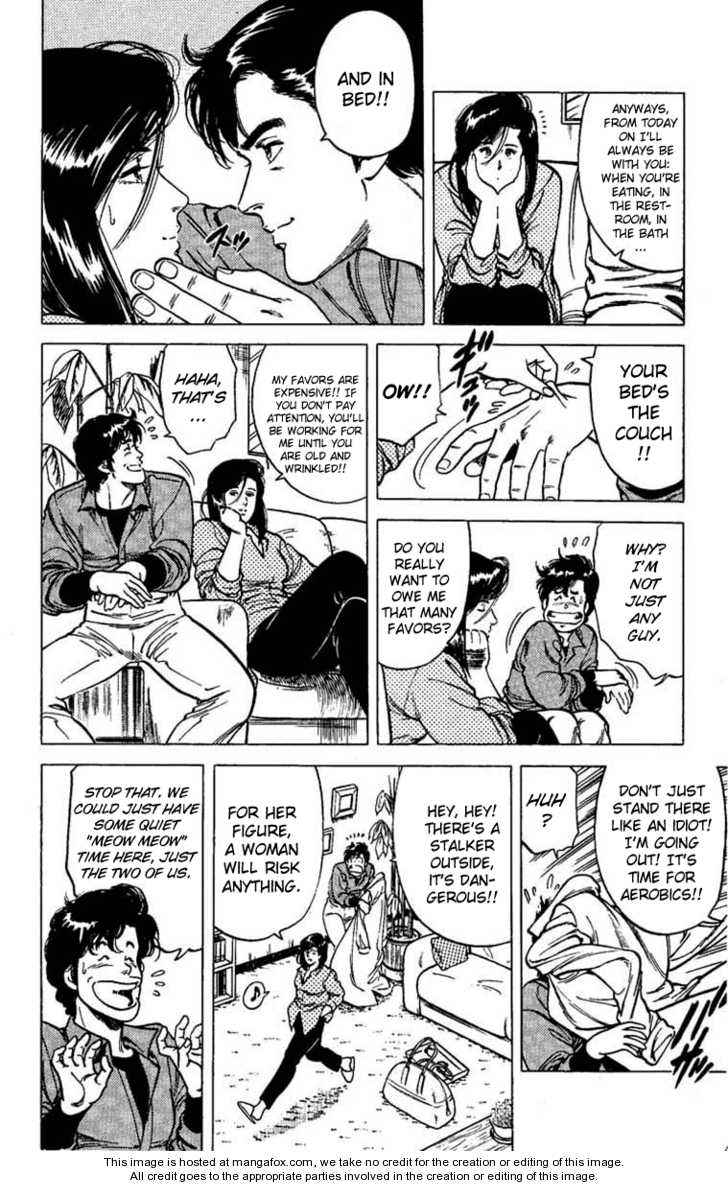 ANYWAYS,
FROM TODAY
ON I'LL
ALWAYS BE
WITH YOU:
WHEN YOU'RE
EATING, IN
THE REST-
ROOM, IN
THE BATH
...
AND IN
BED!!
スッ
YOUR
BED'S
THE
COUCH
!!
OW!!
ギュッ
WHY?
I'M
NOT
JUST
ANY
GUY.
DO YOU
REALLY
WANT TO
OWE ME
THAT MANY
FAVORS?
MY FAVORS ARE
EXPENSIVE!! IF
YOU DON'T PAY
ATTENTION, YOU'LL
BE WORKING FOR
ME UNTIL YOU
ARE OLD AND
WRINKLED!!
HAHA,
THAT'S
...
DON'T JUST
STAND THERE
LIKE AN IDIOT!
I'M GOING
OUT! IT'S
TIME FOR
AEROBICS!!
HUH
?
HEY, HEY!
THERE'S A
STALKER
OUTSIDE,
IT'S DAN-
GEROUS!!
FOR HER
FIGURE,
A WOMAN
WILL RISK
ANYTHING.
STOP THAT. WE
COULD JUST HAVE
SOME QUIET
"MEOW MEOW"
TIME HERE, JUST
THE TWO OF US.
This image is hosted at mangafox.com, we take no credit for the creation or editing of this image.
All credit goes to the appropriate parties involved in the creation or editing of this image.